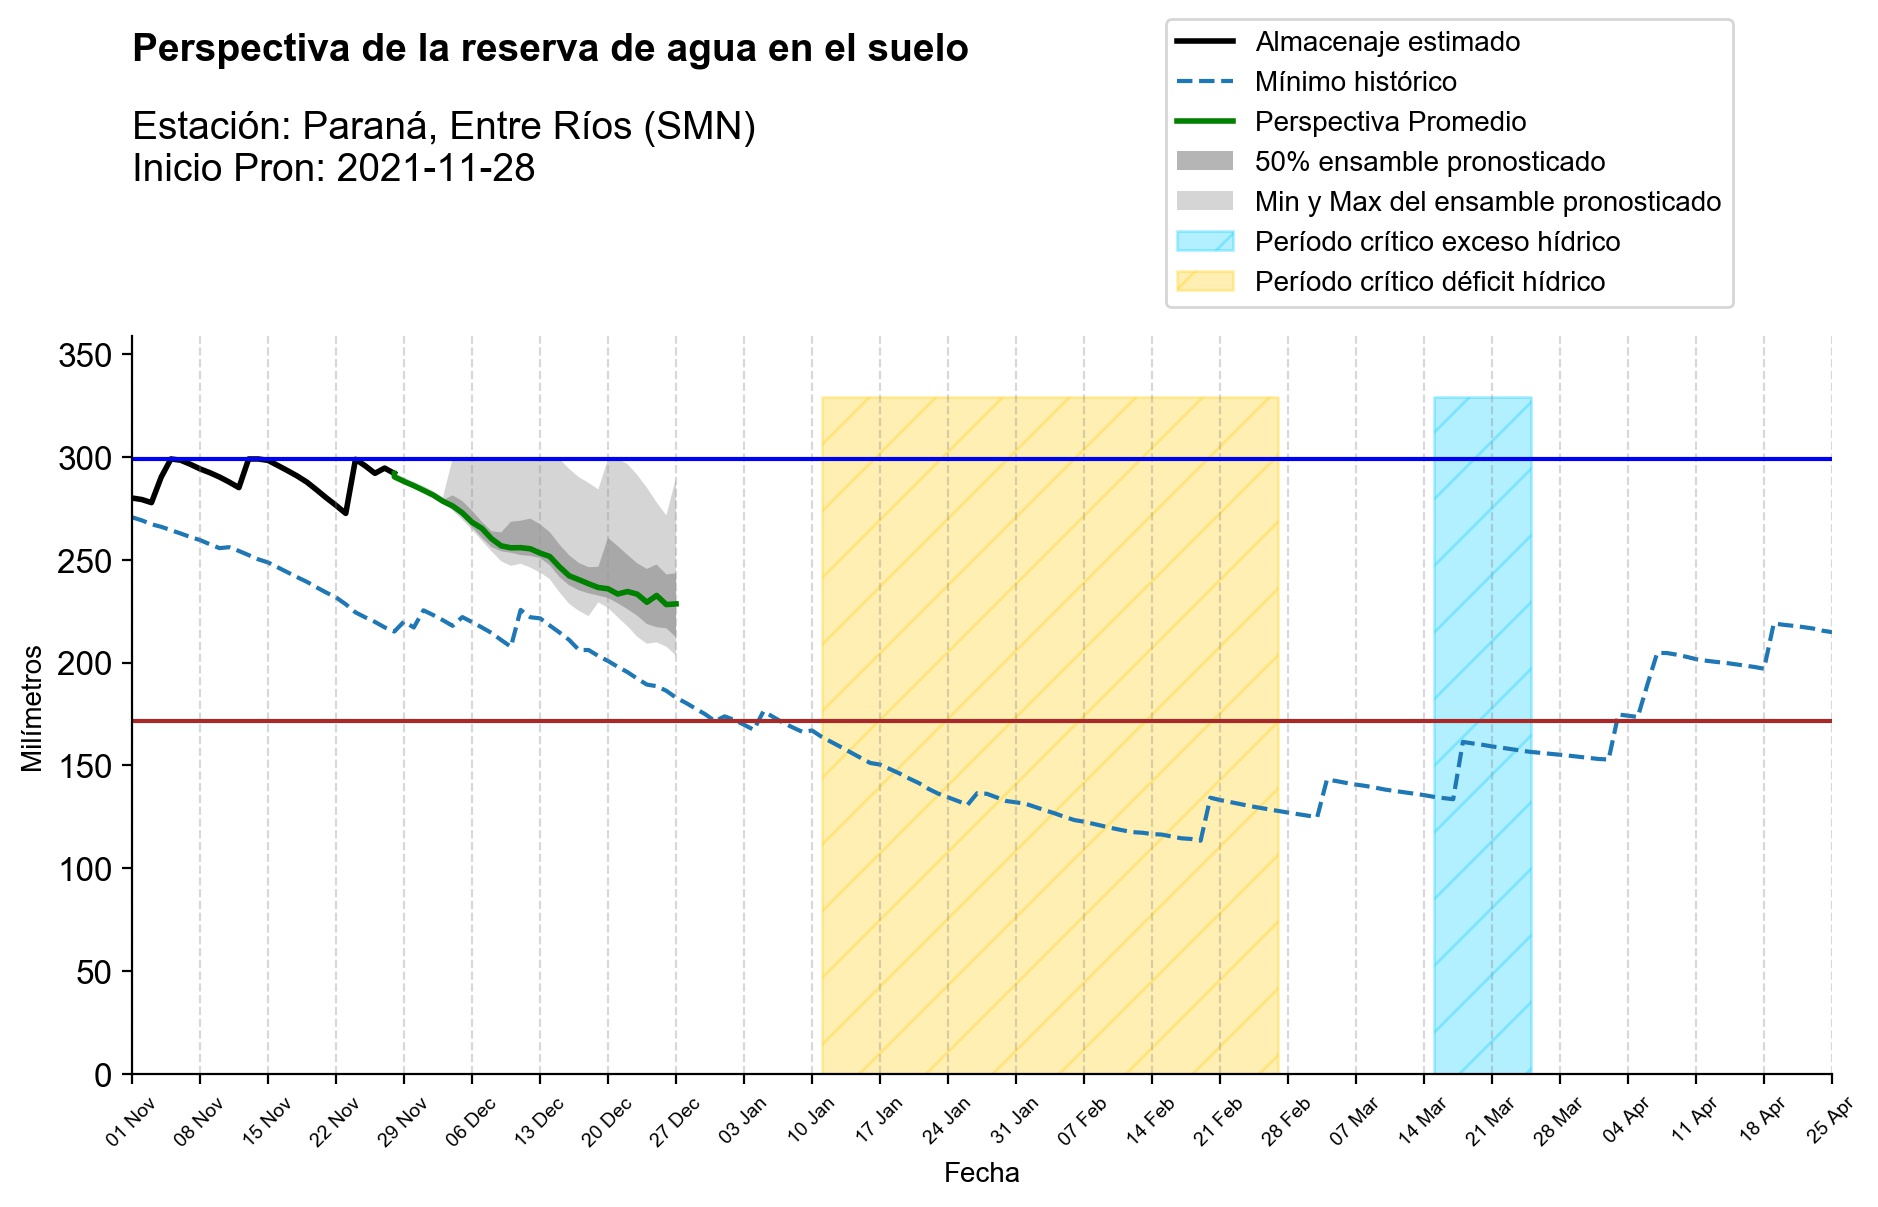 Perspectiva de la reserva de agua en el suelo
Estación: Paraná, Entre Ríos (SMN)
Inicio Pron: 2021-11-28
Almacenaje estimado
Mínimo histórico
Perspectiva Promedio
50% ensamble pronosticado
Min y Max del ensamble pronosticado
Período crítico exceso hídrico
Período crítico déficit hídrico
350
300
250
200
150
100
50
0
Milímetros
01 Nov
08 Nov
15 Nov
22 Nov
29 Nov
06 Dec
13 Dec
20 Dec
27 Dec
03 Jan
10 Jan
17 Jan
24 Jan
31 Jan
07 Feb
14 Feb
21 Feb
28 Feb
07 Mar
14 Mar
21 Mar
28 Mar
04 Apr
11 Apr
18 Apr
25 Apr
Fecha